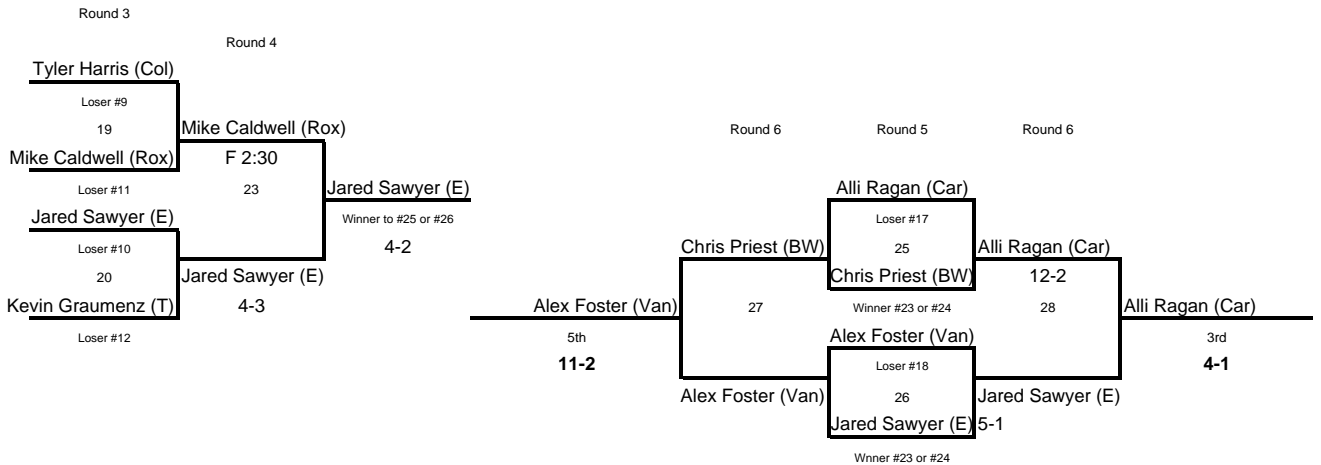 Round 3
Round 4
Tyler Harris (Col)
Loser #9
19
Mike Caldwell (Rox)
Mike Caldwell (Rox)
F 2:30
Loser #11
23
Jared Sawyer (E)
Jared Sawyer (E)
Winner to #25 or #26
Loser #10
4-2
20
Jared Sawyer (E)
Kevin Graumenz (T)
4-3
Loser #12
Round 6
Round 5
Round 6
Alli Ragan (Car)
Loser #17
Chris Priest (BW)
25
Alli Ragan (Car)
Chris Priest (BW)
12-2
Alex Foster (Van)
27
Winner #23 or #24
28
Alli Ragan (Car)
5th
Alex Foster (Van)
3rd
11-2
Loser #18
4-1
Alex Foster (Van)
26
Jared Sawyer (E)
Jared Sawyer (E)
5-1
Wnner #23 or #24